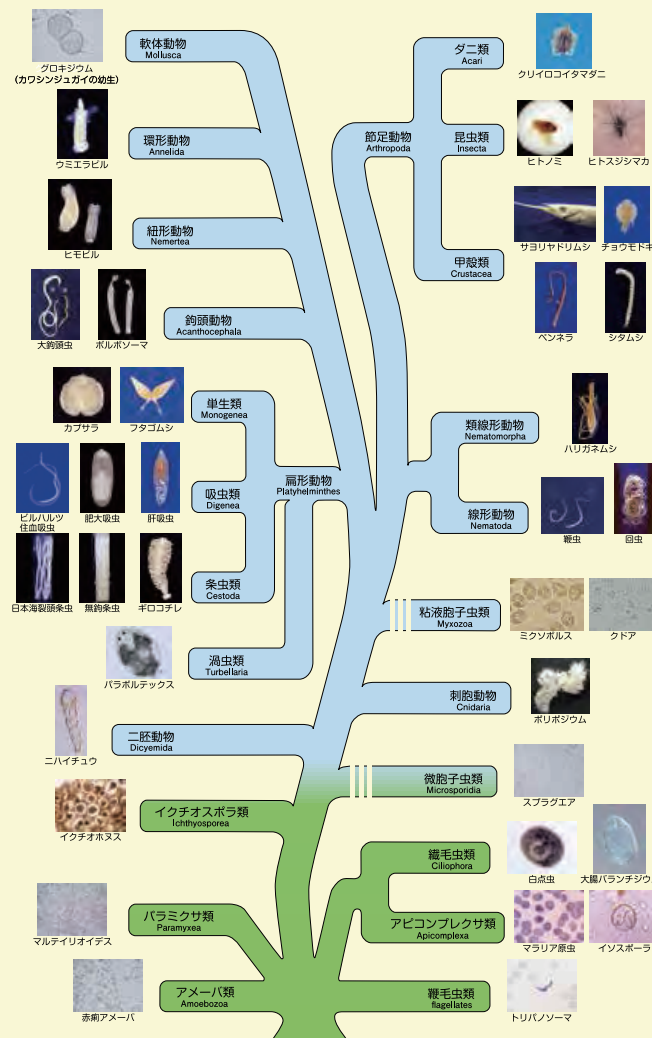 軟体動物
Mollusca
グロキジウム
(カワシンジュガイの幼生)
環形動物
Annelida
ウミエラビル
紐形動物
Nemertea
ヒモビル
鉤頭動物
Acanthocephala
大鉤頭虫
ボルボソーマ
単生類
Monogenea
カプサラ
フタゴムシ
扁形動物
Platyhelminthes
吸虫類
Digenea
ビルハルツ
住血吸虫
肥大吸虫
肝吸虫
条虫類
Cestoda
日本海裂頭条虫
無鉤条虫
ギロコチレ
渦虫類
Turbellaria
パラボルテックス
二胚動物
Dicyemida
ニハイチュウ
イクチオスポラ類
Ichthyosporea
イクチオホヌス
パラミクサ類
Paramyxea
マルテイリオイデス
アメーバ類
Amoebozoa
赤痢アメーバ
ダニ類
Acari
クリイロコイタマダニ
節足動物
Arthropoda
昆虫類
Insecta
ヒトノミ
ヒトスジシマカ
サヨリヤドリムシ
チョウモドキ
甲殻類
Crustacea
ペンネラ
シタムシ
類線形動物
Nematomorpha
ハリガネムシ
線形動物
Nematoda
鞭虫
回虫
粘液胞子虫類
Myxozoa
ミクソボルス
クドア
刺胞動物
Cnidaria
ポリポジウム
微胞子虫類
Microsporidia
スプラグエア
繊毛虫類
Ciliophora
白点虫
大腸バランチジウ
アピコンプレクサ類
Apicomplexa
マラリア原虫
イソスポーラ
鞭毛虫類
flagellates
トリパノソーマ